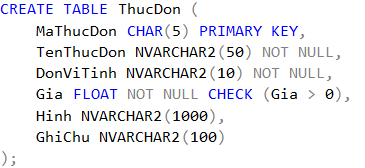 CREATE TABLE ThucDon (
    MaThucDon CHAR(5) PRIMARY KEY,
    TenThucDon NVARCHAR2(50) NOT NULL,
    DonViTinh NVARCHAR2(10) NOT NULL,
    Gia FLOAT NOT NULL CHECK (Gia > 0),
    Hinh NVARCHAR2(1000),
    GhiChu NVARCHAR2(100)
);